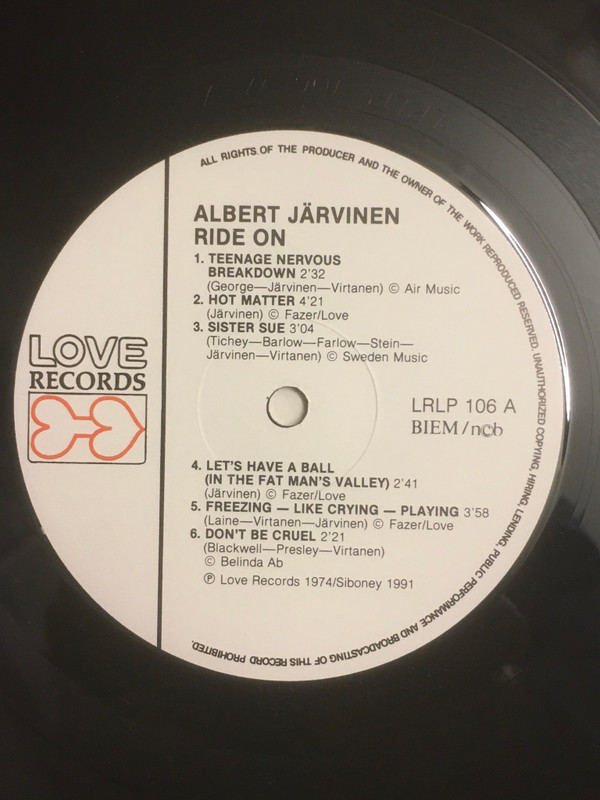 ALL RIGHTS OF THE PRODUCER AND THE OWNER OF THE WORK REPRODUCED RESERVED. UNAUTHORIZED COPYING, HIRING, LENDING, PUBLIC PERFORMANCE AND BROADCASTING OF THIS RECORD PROHIBITED.
ALBERT JÄRVINEN
RIDE ON
1. TEENAGE NERVOUS
BREAKDOWN 2'32
(George—Järvinen—Virtanen) © Air Music
2. HOT MATTER 4'21
(Järvinen) © Fazer/Love
3. SISTER SUE 3'04
(Tichey—Barlow—Farlow—Stein—
Järvinen—Virtanen) © Sweden Music
LOVE
RECORDS
LRLP 106 A
BIEM/ncb
4. LET'S HAVE A BALL
(IN THE FAT MAN'S VALLEY) 2'41
(Järvinen) © Fazer/Love
5. FREEZING — LIKE CRYING — PLAYING 3'58
(Laine—Virtanen—Järvinen) © Fazer/Love
6. DON'T BE CRUEL 2'21
(Blackwell—Presley—Virtanen)
© Belinda Ab
℗ Love Records 1974/Siboney 1991